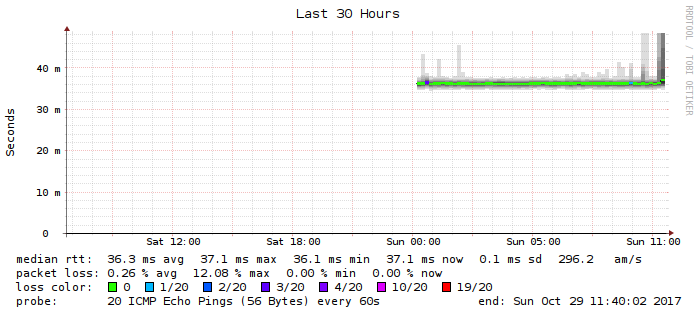 Last 30 Hours
RRDTOOL / TOBI OETIKER
Seconds
40 m
30 m
20 m
10 m
0
Sat 12:00 Sat 18:00 Sun 00:00 Sun 05:00 Sun 11:00
median rtt: 36.3 ms avg 37.1 ms max 36.1 ms min 37.1 ms now 0.1 ms sd 296.2 am/s
packet loss: 0.26 % avg 12.08 % max 0.00 % min 0.00 % now
loss color: 0 1/20 2/20 3/20 4/20 10/20 19/20
probe: 20 ICMP Echo Pings (56 Bytes) every 60s end: Sun Oct 29 11:40:02 2017